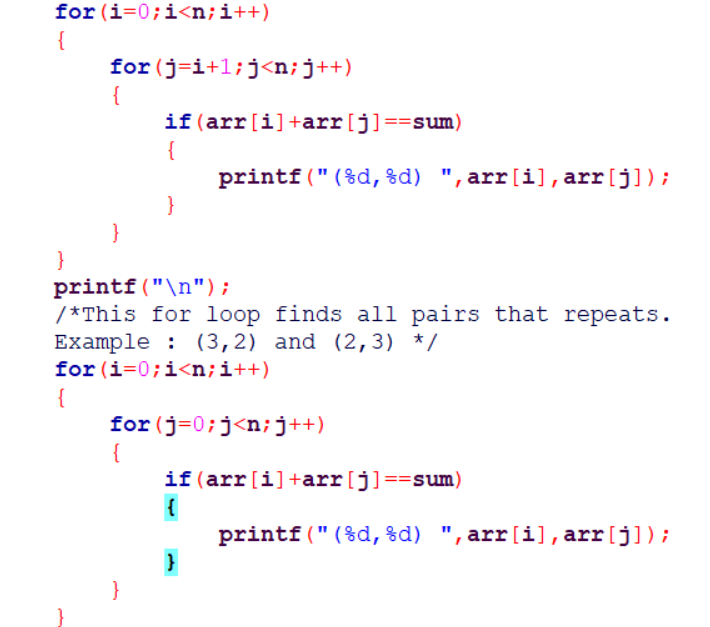 for(i=0;i<n;i++)
{
for(j=i+1;j<n;j++)
{
if(arr[i]+arr[j]==sum)
{
printf("(%d,%d) ",arr[i],arr[j]);
}
}
}
printf("\n");
/*This for loop finds all pairs that repeats.
Example : (3,2) and (2,3) */
for(i=0;i<n;i++)
{
for(j=0;j<n;j++)
{
if(arr[i]+arr[j]==sum)
{
printf("(%d,%d) ",arr[i],arr[j]);
}
}
}